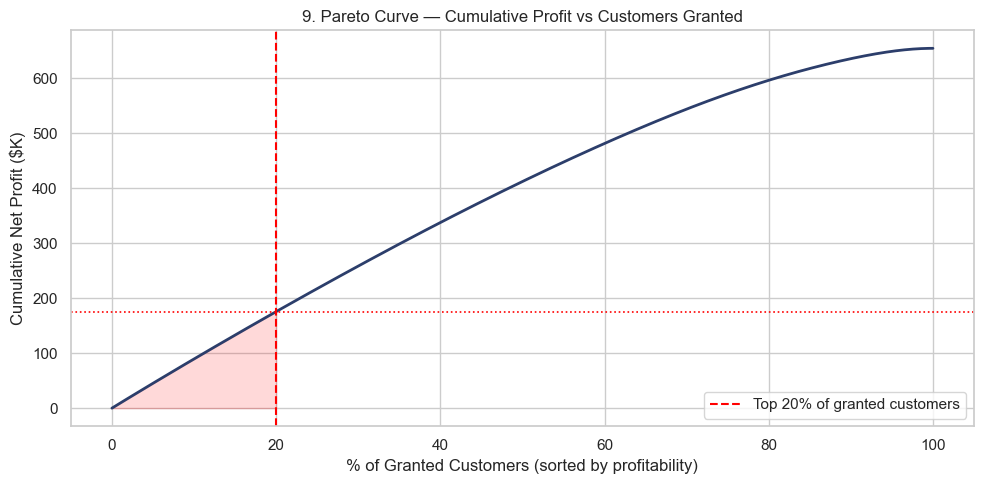 9. Pareto Curve — Cumulative Profit vs Customers Granted
Cumulative Net Profit ($K)
600
500
400
300
200
100
0
Top 20% of granted customers
0 20 40 60 80 100
% of Granted Customers (sorted by profitability)